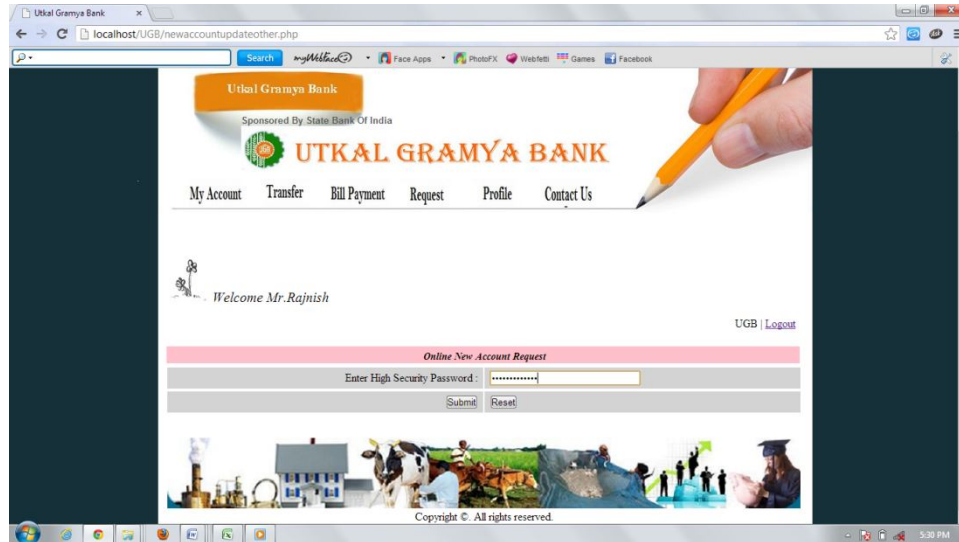 Utkal Gramya Bank
localhost/UGB/newaccountupdateother.php
Search myWebface Face Apps PhotoFX Webfetti Games Facebook
Utkal Gramya Bank
Sponsored By State Bank Of India
UGB UTKAL GRAMYA BANK
My Account Transfer Bill Payment Request Profile Contact Us
Welcome Mr.Rajnish
UGB | Logout
Online New Account Request
Enter High Security Password :
Submit Reset
Copyright ©. All rights reserved.
5:30 PM